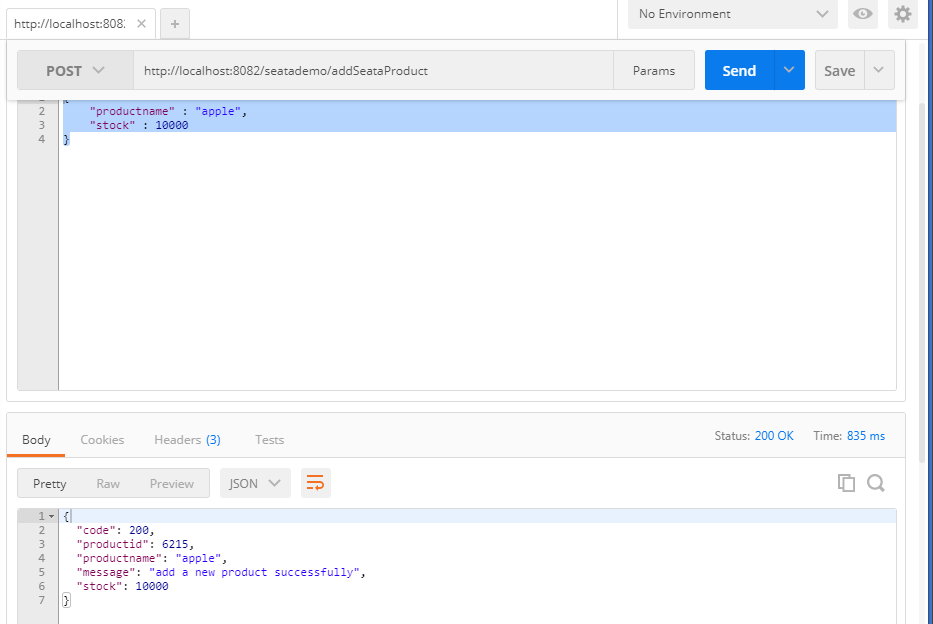 http://localhost:808
No Environment
POST http://localhost:8082/seatademo/addSeataProduct Params Send Save
2 "productname" : "apple",
3 "stock" : 10000
4 }
Body Cookies Headers (3) Tests Status: 200 OK Time: 835 ms
Pretty Raw Preview JSON
1 {
2 "code": 200,
3 "productid": 6215,
4 "productname": "apple",
5 "message": "add a new product successfully",
6 "stock": 10000
7 }